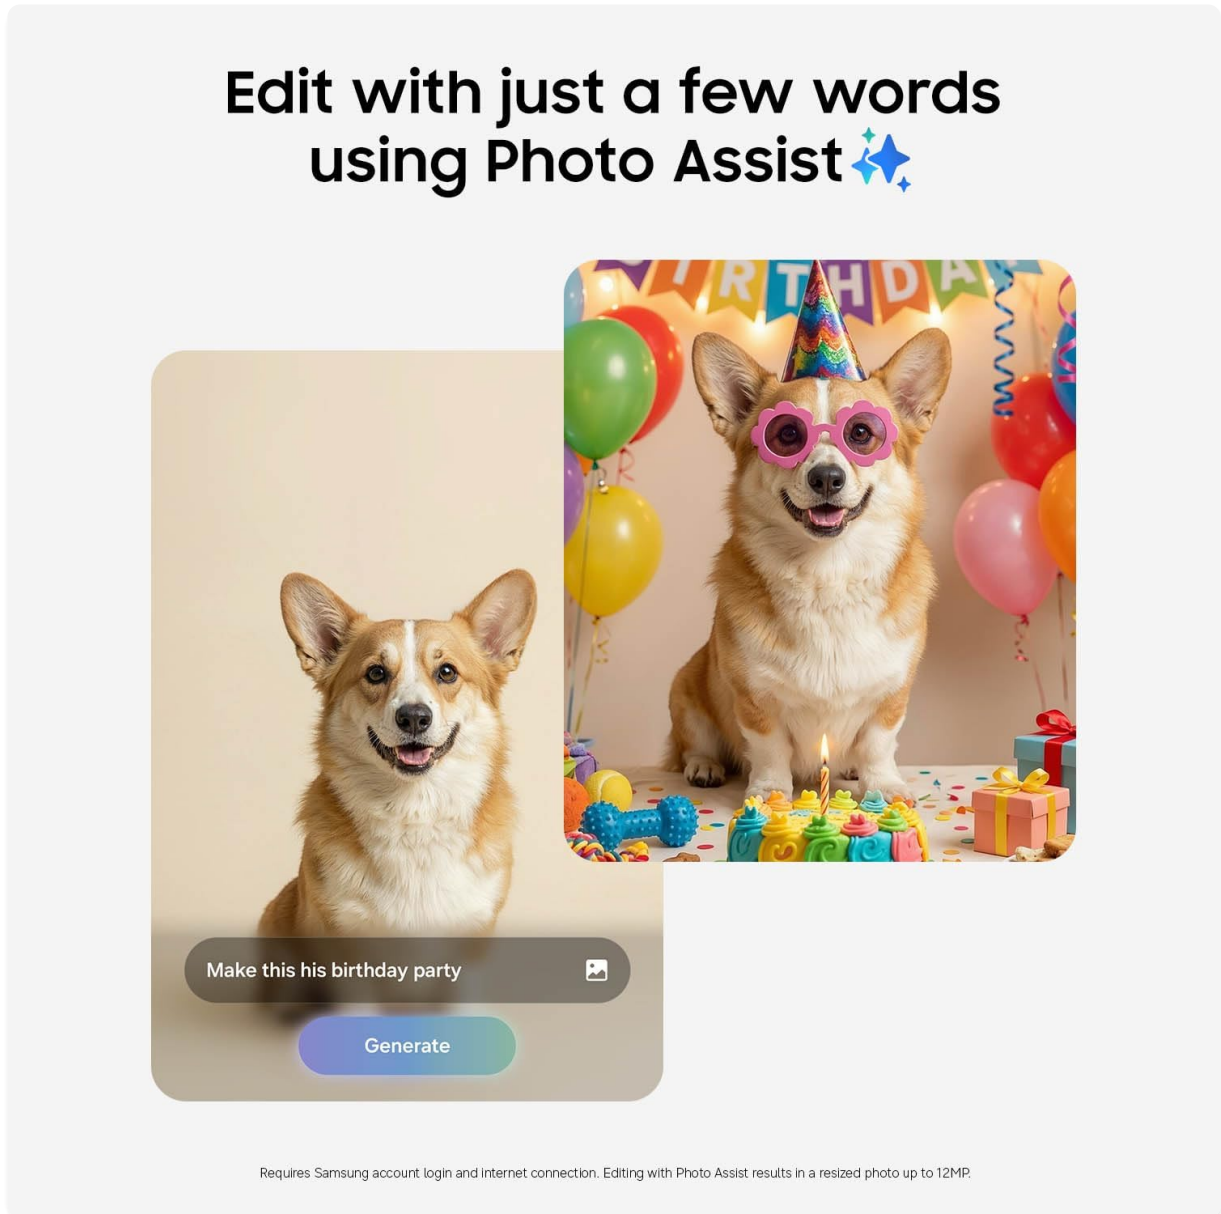 Edit with just a few words
using Photo Assist
BIRTHDA
Make this his birthday party
Generate
Requires Samsung account login and internet connection. Editing with Photo Assist results in a resized photo up to 12MP.